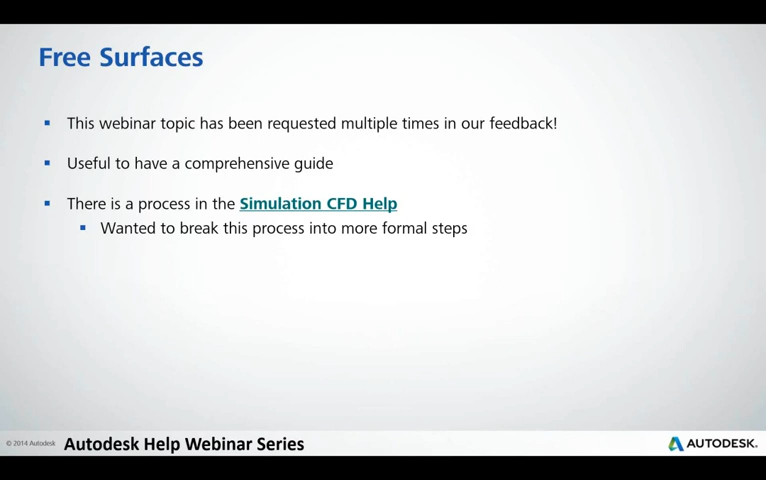 Free Surfaces
This webinar topic has been requested multiple times in our feedback!
Useful to have a comprehensive guide
There is a process in the Simulation CFD Help
Wanted to break this process into more formal steps
© 2014 Autodesk
Autodesk Help Webinar Series
AUTODESK.